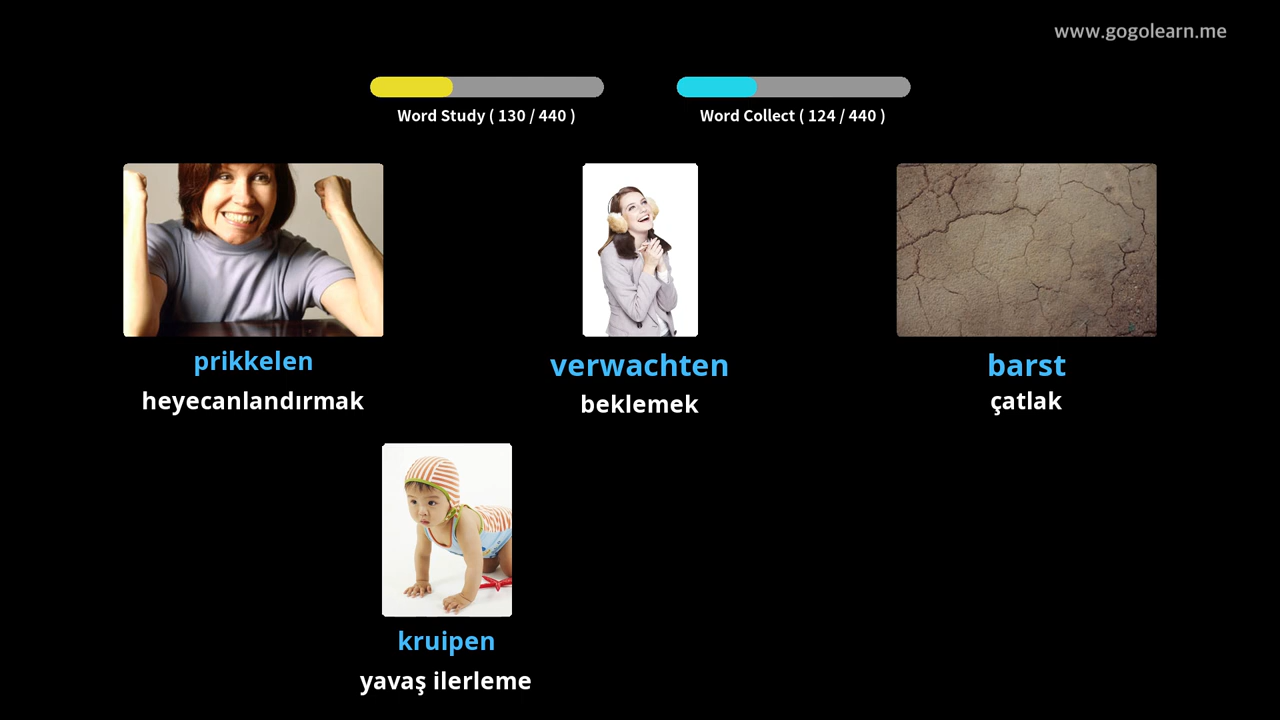 www.gogolearn.me
Word Study ( 130 / 440 )
Word Collect ( 124 / 440 )
prikkelen
heyecanlandırmak
verwachten
beklemek
barst
çatlak
kruipen
yavaş ilerleme